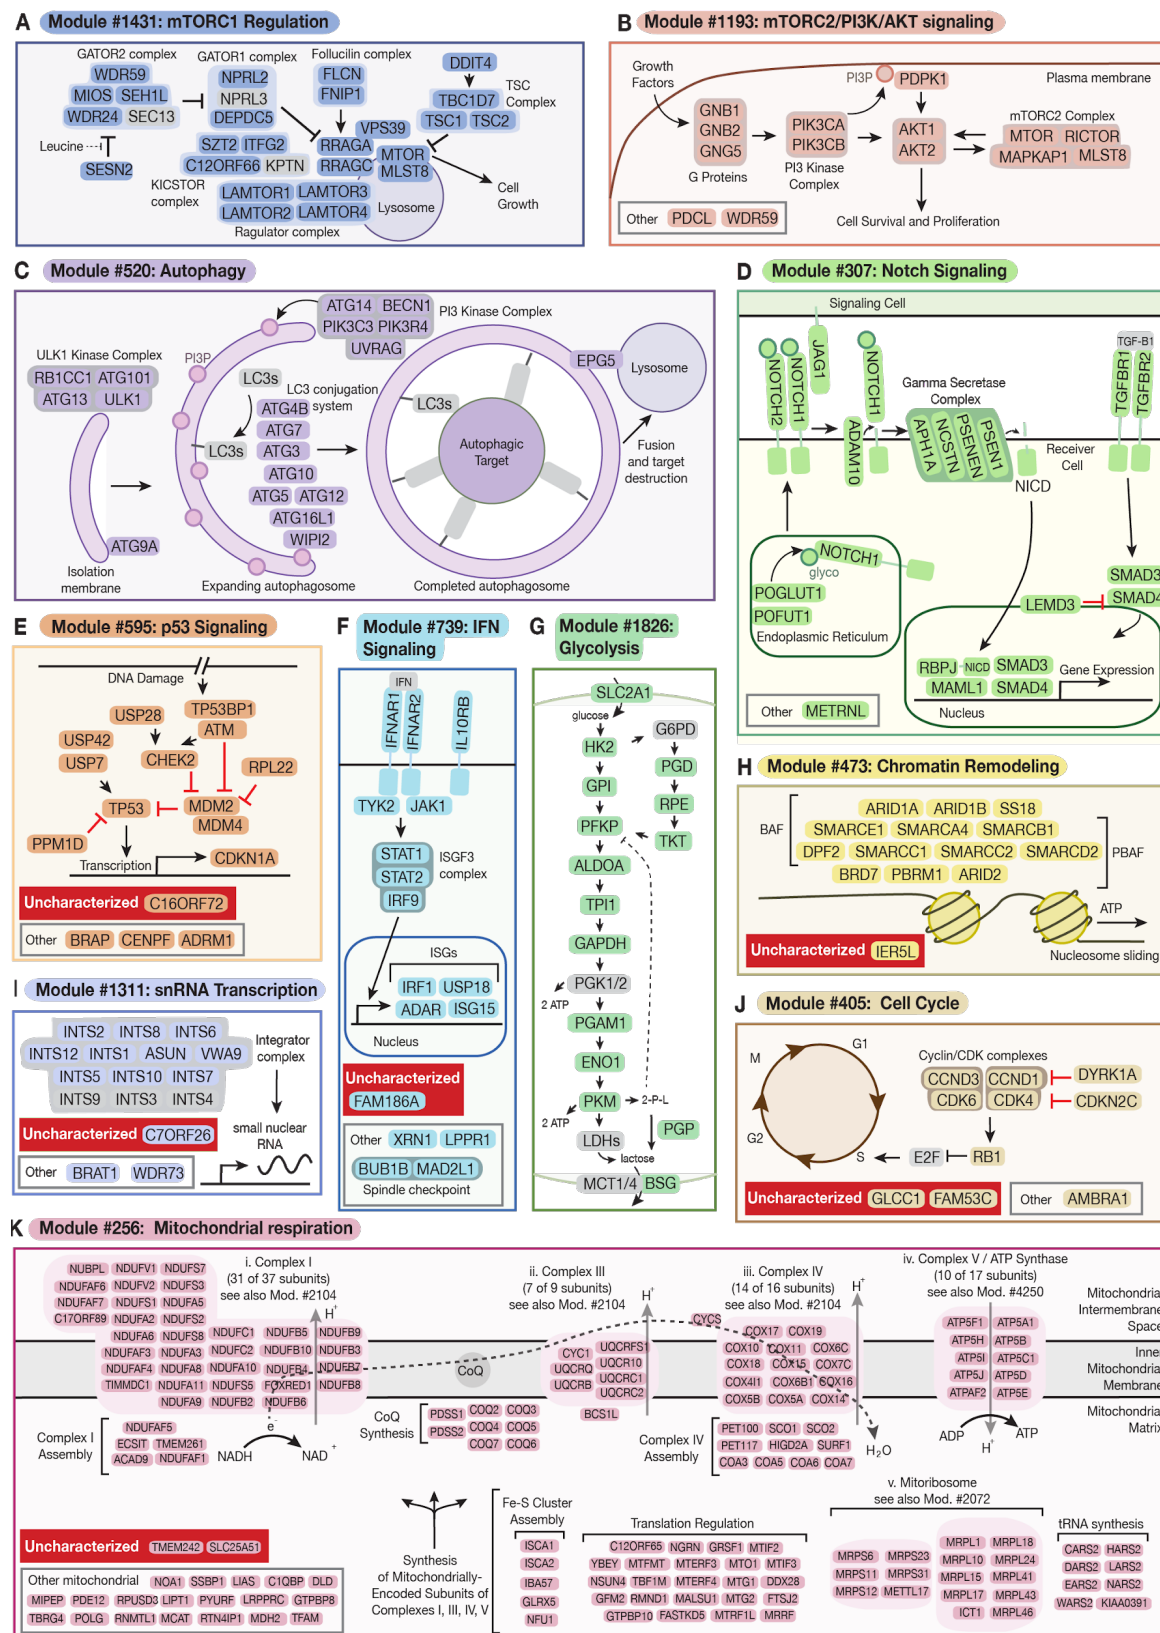 A Module #1431: mTORC1 Regulation
GATOR2 complex
WDR59
MIOS SEH1L
WDR24 SEC13
Leucine
SESN2
GATOR1 complex
NPRL2
NPRL3
DEPDC5
SZT2 ITFG2
C12ORF66 KPTN
KICSTOR
complex
Follucilin complex
FLCN
FNIP1
VPS39
RRAGA
RRAGC
MTOR
MLST8
DDIT4
TBC1D7
TSC1 TSC2
TSC
Complex
LAMTOR1 LAMTOR3
LAMTOR2 LAMTOR4
Ragulator complex
Lysosome
Cell
Growth
B Module #1193: mTORC2/PI3K/AKT signaling
Growth
Factors
PI3P
PDPK1
Plasma membrane
GNB1
GNB2
GNG5
G Proteins
PIK3CA
PIK3CB
PI3 Kinase
Complex
AKT1
AKT2
mTORC2 Complex
MTOR RICTOR
MAPKAP1 MLST8
Other PDCL WDR59
Cell Survival and Proliferation
C Module #520: Autophagy
ULK1 Kinase Complex
RB1CC1 ATG101
ATG13 ULK1
PI3P
ATG14 BECN1
PIK3C3 PIK3R4
UVRAG
PI3 Kinase Complex
LC3s
LC3s
LC3 conjugation
system
ATG4B
ATG7
ATG3
ATG10
ATG5 ATG12
ATG16L1
WIPI2
ATG9A
Isolation
membrane
Expanding autophagosome
LC3s
Autophagic
Target
Completed autophagosome
EPG5
Lysosome
Fusion
and target
destruction
D Module #307: Notch Signaling
Signaling Cell
NOTCH2
NOTCH1
JAG1
NOTCH1
ADAM10
Gamma Secretase
Complex
APH1A
NCSTN
PSENEN
PSEN1
TGF-B1
TGFBR1
TGFBR2
Receiver
Cell
NICD
NOTCH1
glyco
POGLUT1
POFUT1
Endoplasmic Reticulum
SMAD3
SMAD4
LEMD3
RBPJ NICD SMAD3
MAML1 SMAD4
Gene Expression
Nucleus
Other METRNL
E Module #595: p53 Signaling
DNA Damage
USP28
TP53BP1
ATM
USP42
USP7
CHEK2
RPL22
TP53
MDM2
MDM4
PPM1D
Transcription
CDKN1A
Uncharacterized C16ORF72
Other BRAP CENPF ADRM1
F Module #739: IFN
Signaling
IFN
IFNAR1
IFNAR2
IL10RB
TYK2 JAK1
STAT1
STAT2
IRF9
ISGF3
complex
ISGs
IRF1 USP18
ADAR ISG15
Nucleus
Uncharacterized
FAM186A
Other XRN1 LPPR1
BUB1B MAD2L1
Spindle checkpoint
G Module #1826:
Glycolysis
SLC2A1
glucose
HK2
G6PD
GPI
PGD
PFKP
RPE
TKT
ALDOA
TPI1
GAPDH
PGK1/2
2 ATP
PGAM1
ENO1
PKM
2-P-L
2 ATP
PGP
LDHs
lactose
MCT1/4 BSG
H Module #473: Chromatin Remodeling
ARID1A ARID1B SS18
BAF
SMARCE1 SMARCA4 SMARCB1
DPF2 SMARCC1 SMARCC2 SMARCD2
PBAF
BRD7 PBRM1 ARID2
ATP
Uncharacterized IER5L
Nucleosome sliding
I Module #1311: snRNA Transcription
INTS2 INTS8 INTS6
INTS12 INTS1 ASUN VWA9
INTS5 INTS10 INTS7
INTS9 INTS3 INTS4
Integrator
complex
Uncharacterized C7ORF26
small nuclear
RNA
Other BRAT1 WDR73
J Module #405: Cell Cycle
M
G1
G2
S
Cyclin/CDK complexes
CCND3 CCND1
CDK6 CDK4
DYRK1A
CDKN2C
E2F
RB1
Uncharacterized GLCC1 FAM53C
Other AMBRA1
K Module #256: Mitochondrial respiration
NUBPL NDUFV1 NDUFS7
NDUFAF6 NDUFV2 NDUFS3
NDUFAF7 NDUFS1 NDUFA5
C17ORF89 NDUFA2 NDUFS2
NDUFA6 NDUFS8 NDUFC1 NDUFB5 NDUFB9
NDUFAF3 NDUFA3 NDUFC2 NDUFB10 NDUFB3
NDUFAF4 NDUFA8 NDUFA10 NDUFB4 NDUFB7
TIMMDC1 NDUFA11 NDUFS5 FOXRED1 NDUFB8
NDUFA9 NDUFB2 NDUFB6
i. Complex I
(31 of 37 subunits)
see also Mod. #2104
H+
Complex I
Assembly
NDUFAF5
ECSIT TMEM261
ACAD9 NDUFAF1
e-
NADH
NAD+
CoQ
CoQ
Synthesis
PDSS1 COQ2 COQ3
PDSS2 COQ4 COQ5
COQ7 COQ6
ii. Complex III
(7 of 9 subunits)
see also Mod. #2104
H+
CYC1 UQCRFS1
UQCRQ UQCR10
UQCRB UQCRC1
UQCRC2
BCS1L
CYCS
iii. Complex IV
(14 of 16 subunits)
see also Mod. #2104
H+
COX17 COX19
COX10 COX11 COX6C
COX18 COX15 COX7C
COX4I1 COX6B1 COX16
COX5B COX5A COX14
Complex IV
Assembly
PET100 SCO1 SCO2
PET117 HIGD2A SURF1
COA3 COA5 COA6 COA7
H2O
iv. Complex V / ATP Synthase
(10 of 17 subunits)
see also Mod. #4250
ATP5F1 ATP5A1
ATP5H ATP5B
ATP5I ATP5C1
ATP5J ATP5D
ATPAF2 ATP5E
ADP
ATP
H+
Mitochondria
Intermembrane
Space
Inner
Mitochondria
Membrane
Mitochondria
Matrix
Uncharacterized TMEM242 SLC25A51
Other mitochondrial NOA1 SSBP1 LIAS C1QBP DLD
MIPEP PDE12 RPUSD3 LIPT1 PYURF LRPPRC GTPBP8
TBRG4 POLG RNMTL1 MCAT RTN4IP1 MDH2 TFAM
Synthesis
of Mitochondrially-
Encoded Subunits of
Complexes I, III, IV, V
Fe-S Cluster
Assembly
ISCA1
ISCA2
IBA57
GLRX5
NFU1
Translation Regulation
C12ORF65 NGRN GRSF1 MTIF2
YBEY MTFMT MTERF3 MTO1 MTIF3
NSUN4 TBF1M MTERF4 MTG1 DDX28
GFM2 RMND1 MALSU1 MTG2 FTSJ2
GTPBP10 FASTKD5 MTRF1L MRRF
v. Mitoribosome
see also Mod. #2072
MRPS6 MRPS23
MRPS11 MRPS31
MRPS12 METTL17
MRPL1 MRPL18
MRPL10 MRPL24
MRPL15 MRPL41
MRPL17 MRPL43
ICT1 MRPL46
tRNA synthesis
CARS2 HARS2
DARS2 LARS2
EARS2 NARS2
WARS2 KIAA0391